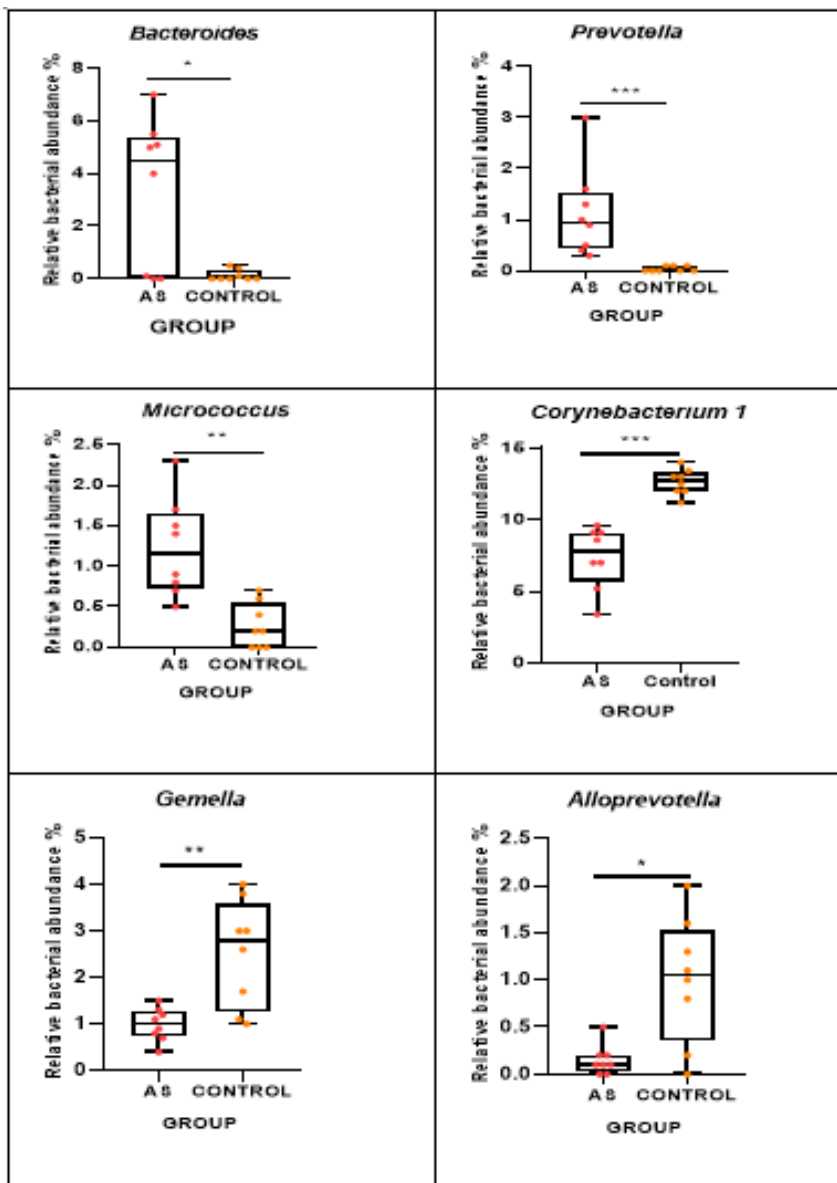 Bacteroides
Relative bacterial abundance %
8
6
4
2
0
*
AS CONTROL
GROUP
Prevotella
Relative bacterial abundance %
4
3
2
1
0
***
AS CONTROL
GROUP
Micrococcus
Relative bacterial abundance %
2.5
2.0
1.5
1.0
0.5
0.0
**
AS CONTROL
GROUP
Corynebacterium 1
Relative bacterial abundance %
15
10
5
0
***
AS Control
GROUP
Gemella
Relative bacterial abundance %
5
4
3
2
1
0
**
AS CONTROL
GROUP
Alloprevotella
Relative bacterial abundance %
2.5
2.0
1.5
1.0
0.5
0.0
*
AS CONTROL
GROUP